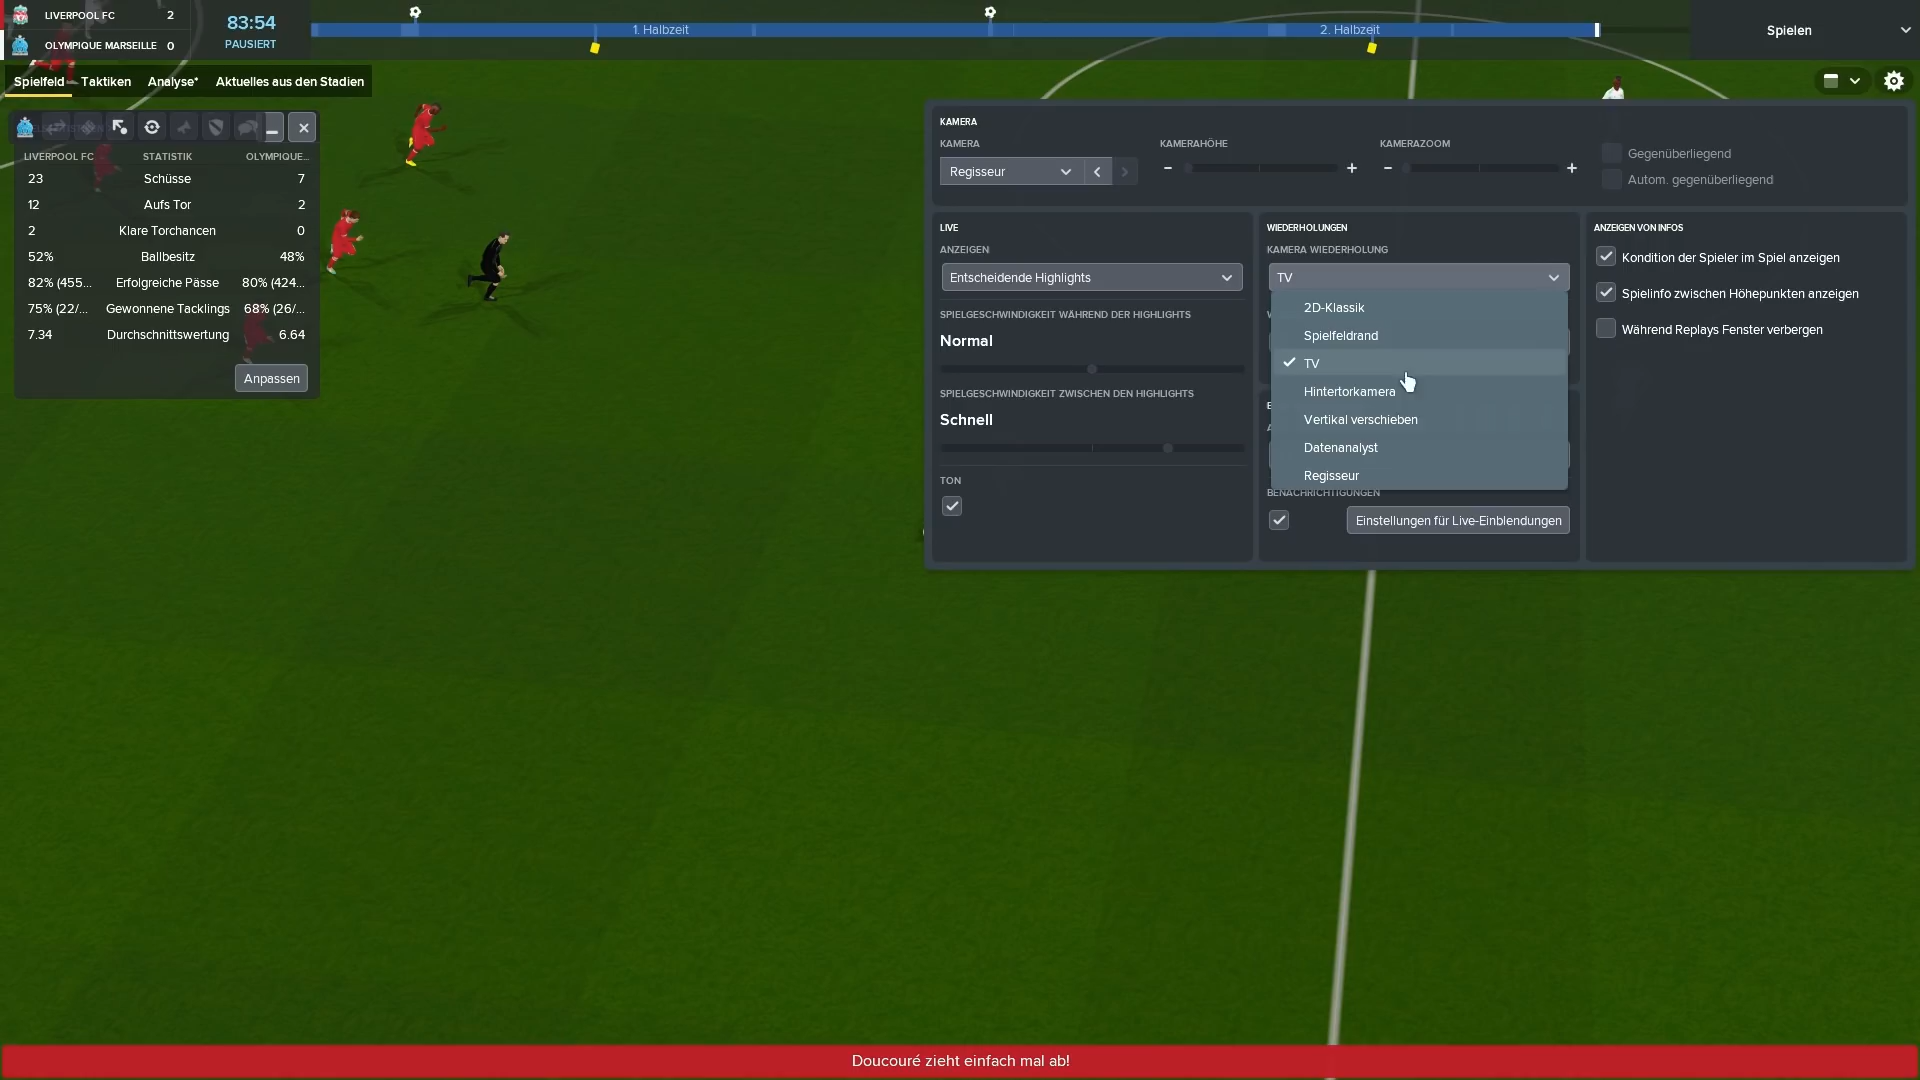 LIVERPOOL FC 2
OLYMPIQUE MARSEILLE 0
83:54
PAUSIERT
1. Halbzeit
2. Halbzeit
Spielen
Spielfeld
Taktiken
Analyse*
Aktuelles aus den Stadien
LIVERPOOL FC STATISTIK OLYMPIQUE...
23 Schüsse 7
12 Aufs Tor 2
2 Klare Torchancen 0
52% Ballbesitz 48%
82% (455... Erfolgreiche Pässe 80% (424...
75% (22/... Gewonnene Tacklings 68% (26/...
7.34 Durchschnittswertung 6.64
Anpassen
KAMERA
KAMERA
Regisseur
KAMERAHÖHE
- +
KAMERAZOOM
- +
Gegenüberliegend
Autom. gegenüberliegend
LIVE
ANZEIGEN
Entscheidende Highlights
SPIELGESCHWINDIGKEIT WÄHREND DER HIGHLIGHTS
Normal
SPIELGESCHWINDIGKEIT ZWISCHEN DEN HIGHLIGHTS
Schnell
TON
WIEDERHOLUNGEN
KAMERA WIEDERHOLUNG
TV
2D-Klassik
Spielfeldrand
TV
Hintertorkamera
Vertikal verschieben
Datenanalyst
Regisseur
BENACHRICHTIGUNGEN
Einstellungen für Live-Einblendungen
ANZEIGEN VON INFOS
Kondition der Spieler im Spiel anzeigen
Spielinfo zwischen Höhepunkten anzeigen
Während Replays Fenster verbergen
Doucouré zieht einfach mal ab!